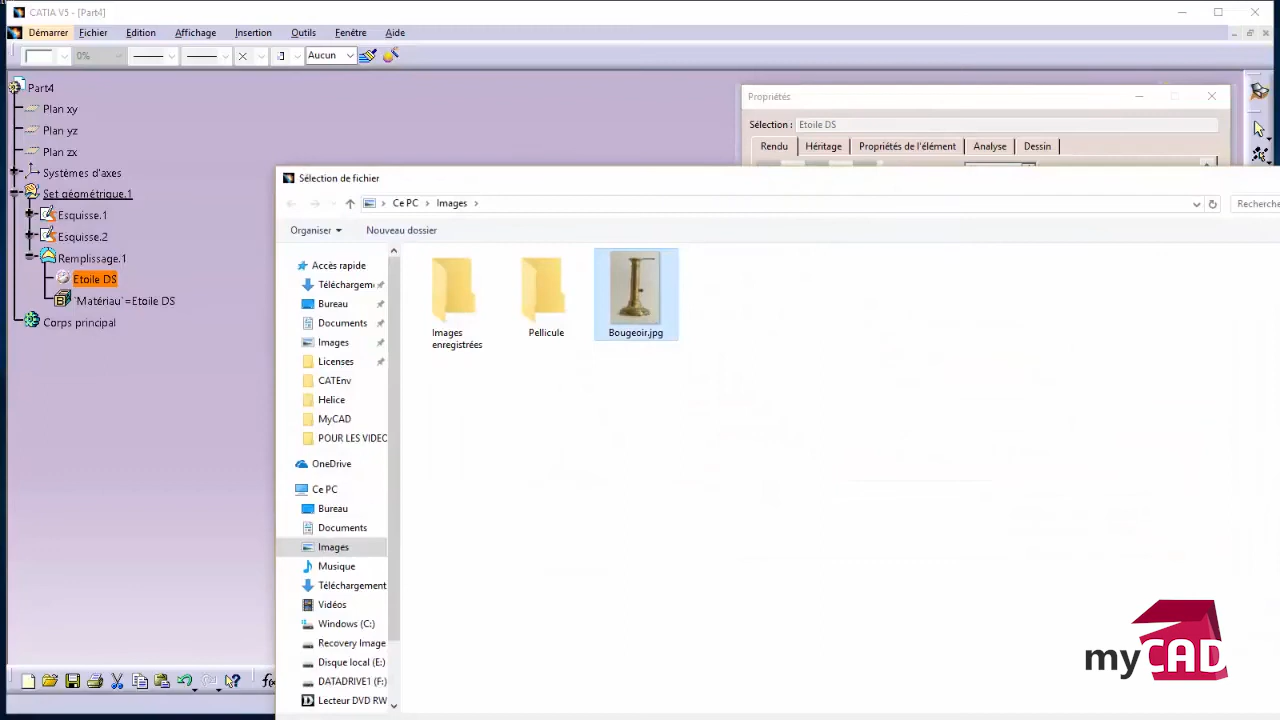 CATIA V5 - [Part4]
Démarrer Fichier Edition Affichage Insertion Outils Fenêtre Aide
0% Aucun
Part4
Plan xy
Plan yz
Plan zx
Systèmes d'axes
Set géométrique.1
Esquisse.1
Esquisse.2
Remplissage.1
Etoile DS
`Matériau`=Etoile DS
Corps principal
Propriétés
Sélection : Etoile DS
Rendu Héritage Propriétés de l'élément Analyse Dessin
Sélection de fichier
Ce PC Images
Recherche
Organiser Nouveau dossier
Accès rapide
Téléchargem
Bureau
Documents
Images
Licenses
CATEnv
Helice
MyCAD
POUR LES VIDEO
OneDrive
Ce PC
Bureau
Documents
Images
Musique
Téléchargement
Vidéos
Windows (C:)
Recovery Image
Disque local (E:)
DATADRIVE1 (F:)
Lecteur DVD RW
Images
enregistrées
Pellicule
Bougeoir.jpg
myCAD